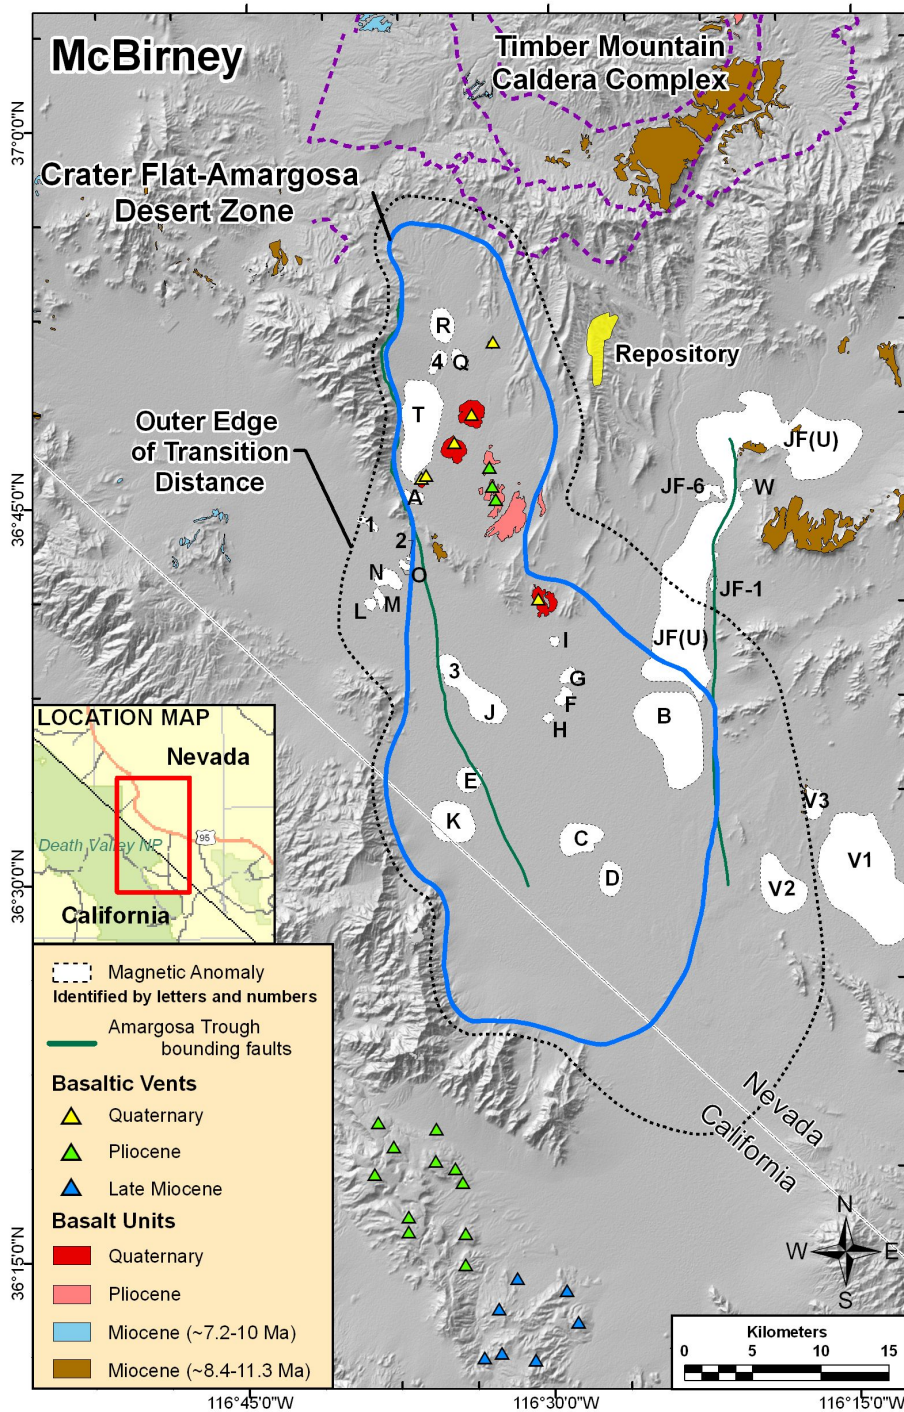 McBirney
Timber Mountain
Caldera Complex
37°0'0"N
Crater Flat-Amargosa
Desert Zone
R
4 Q
Repository
T
Outer Edge
of Transition
Distance
JF(U)
JF-6
W
A
36°45'0"N
1
2
N
O
L M
JF-1
I
JF(U)
3
G
F
J
H
B
E
K
C
D
V3
V1
V2
36°30'0"N
LOCATION MAP
Nevada
95
Death Valley NP
California
Magnetic Anomaly
Identified by letters and numbers
Amargosa Trough
bounding faults
Basaltic Vents
Quaternary
Pliocene
Late Miocene
Basalt Units
Quaternary
Pliocene
Miocene (~7.2-10 Ma)
Miocene (~8.4-11.3 Ma)
Nevada
California
36°15'0"N
N
W E
S
Kilometers
0 5 10 15
116°45'0"W
116°30'0"W
116°15'0"W